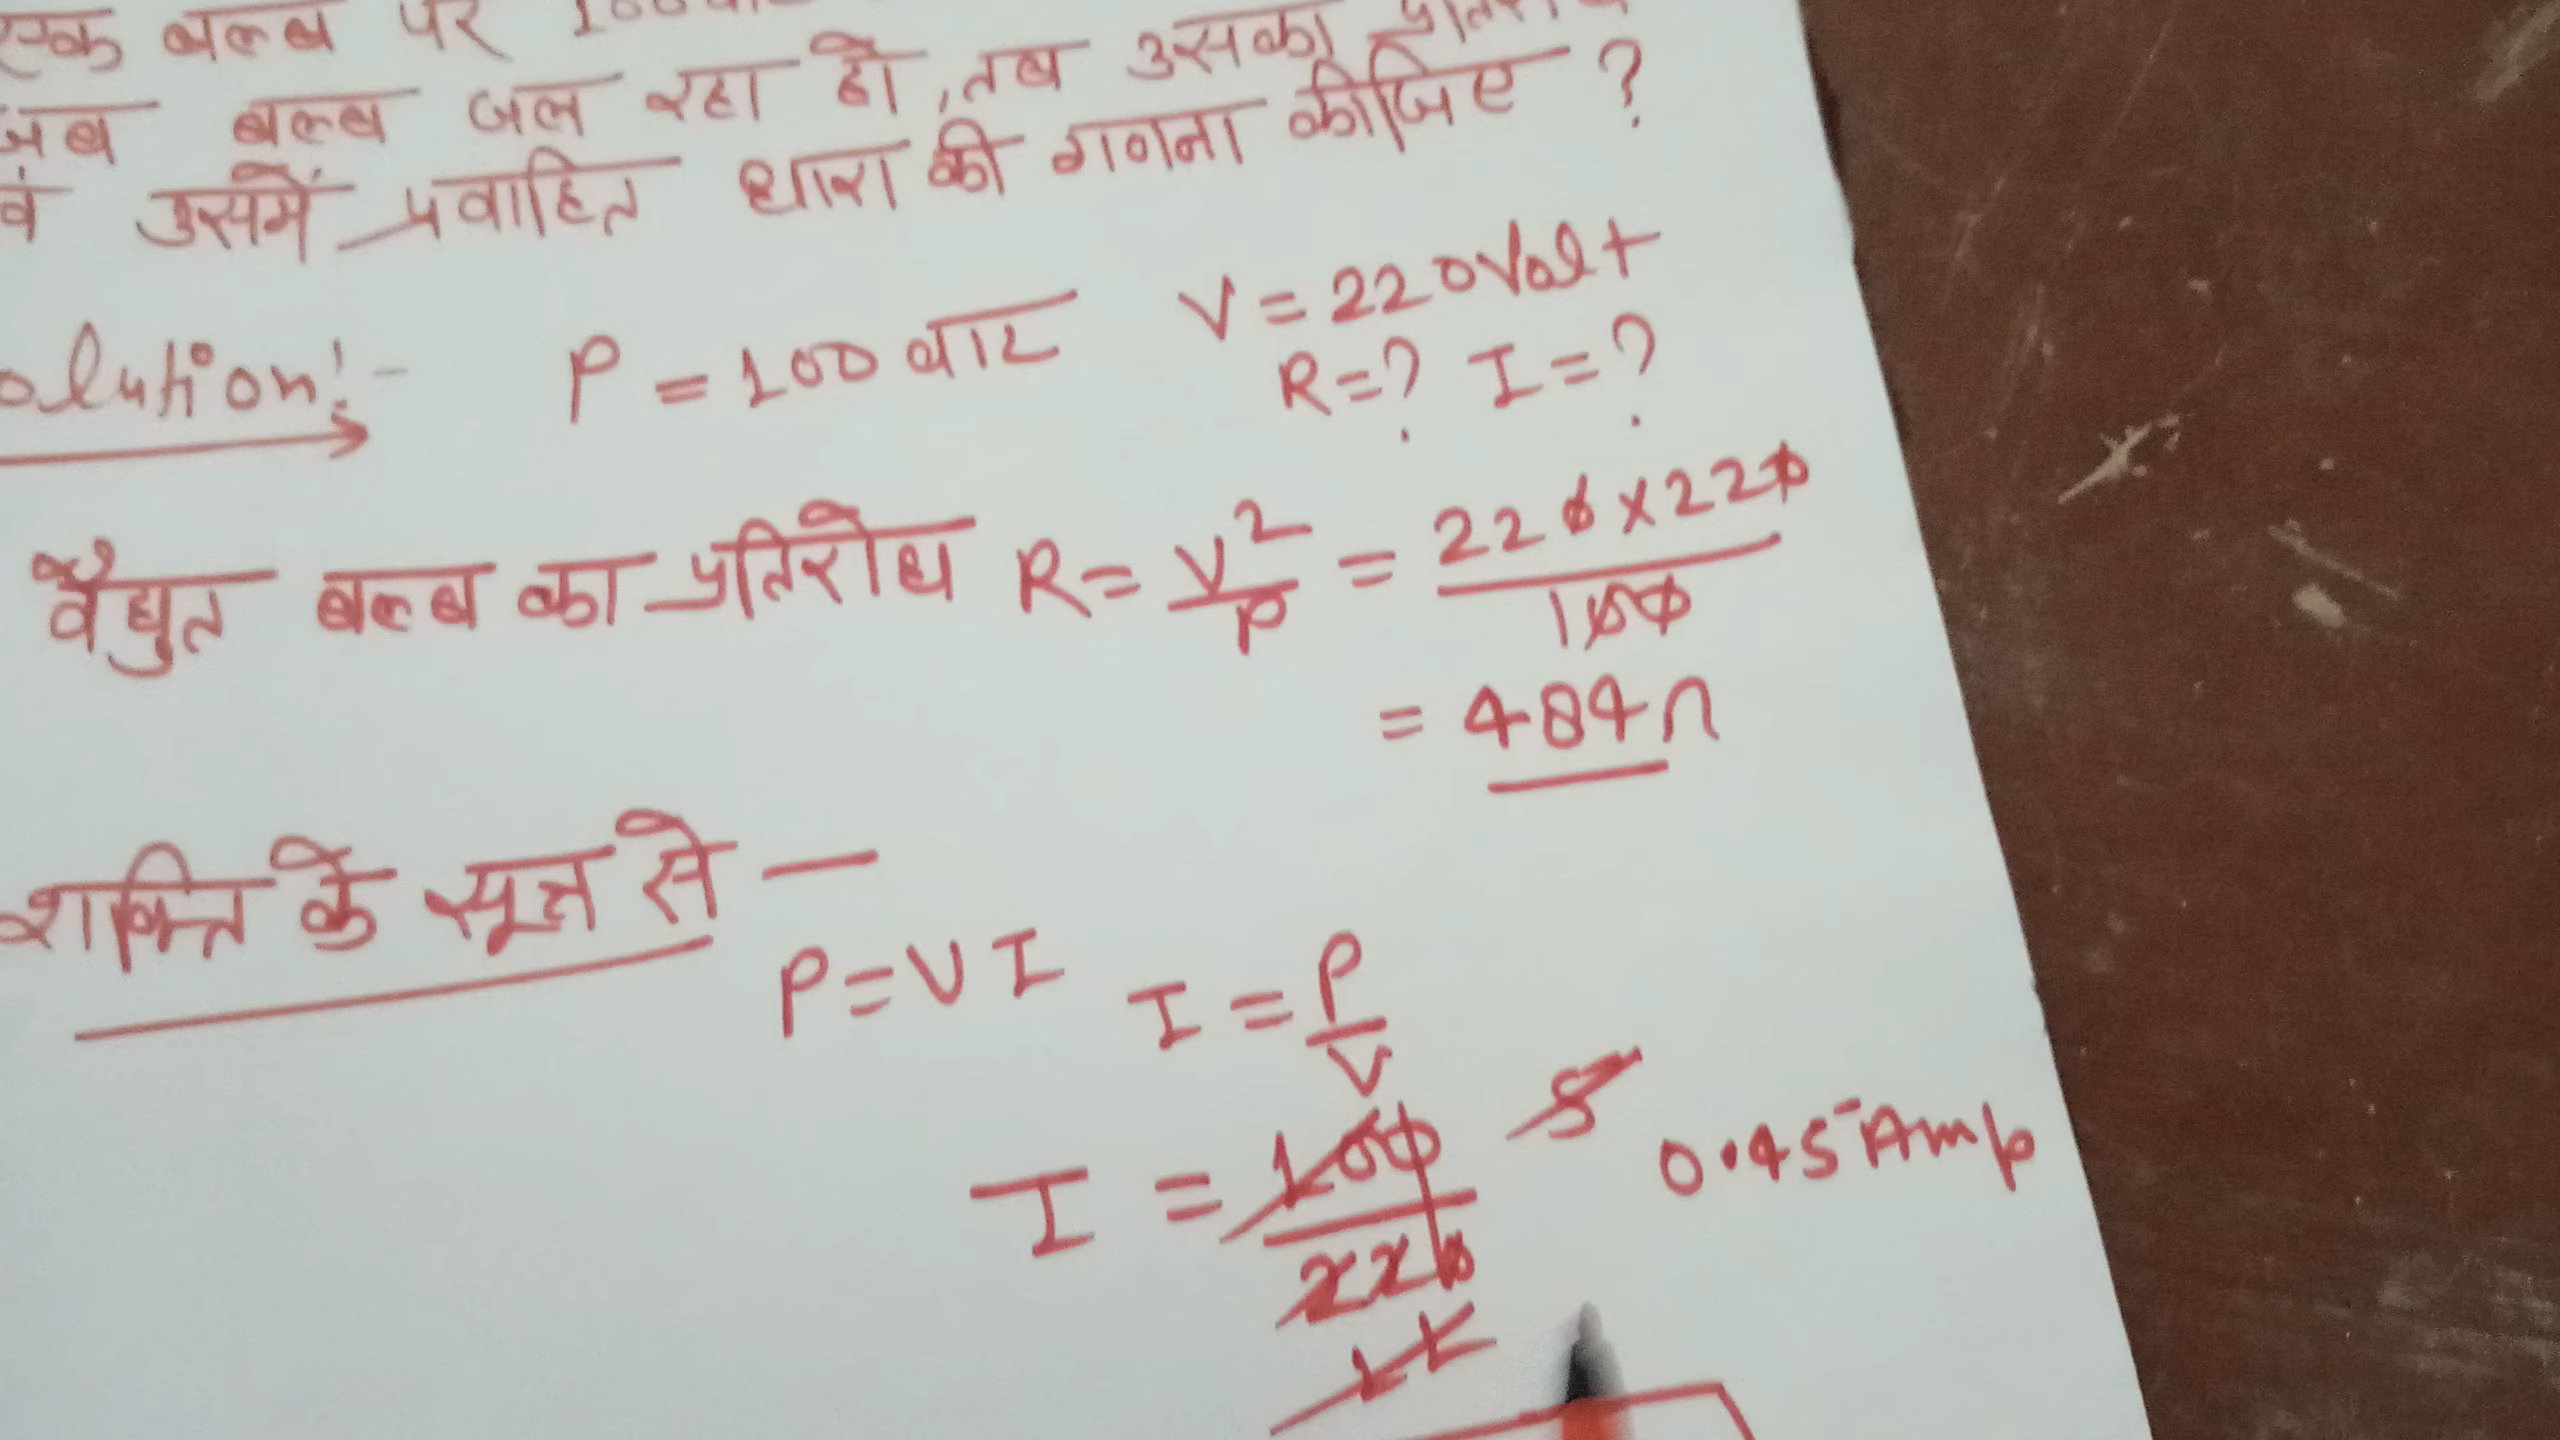 एक बल्ब पर 100
जब बल्ब जल रहा हो, तब उसका
वं उसमें प्रवाहित धारा की गणना कीजिए ?
olution:- P = 100 वाट V = 220 Volt
R=? I=?
वैद्युत बल्ब का प्रतिरोध R = V²/P = 220 x 220/100
= 484 Ω
शक्ति के सूत्र से —
P = VI I = P/V
I = 100/220 5 0.45 Amp
11